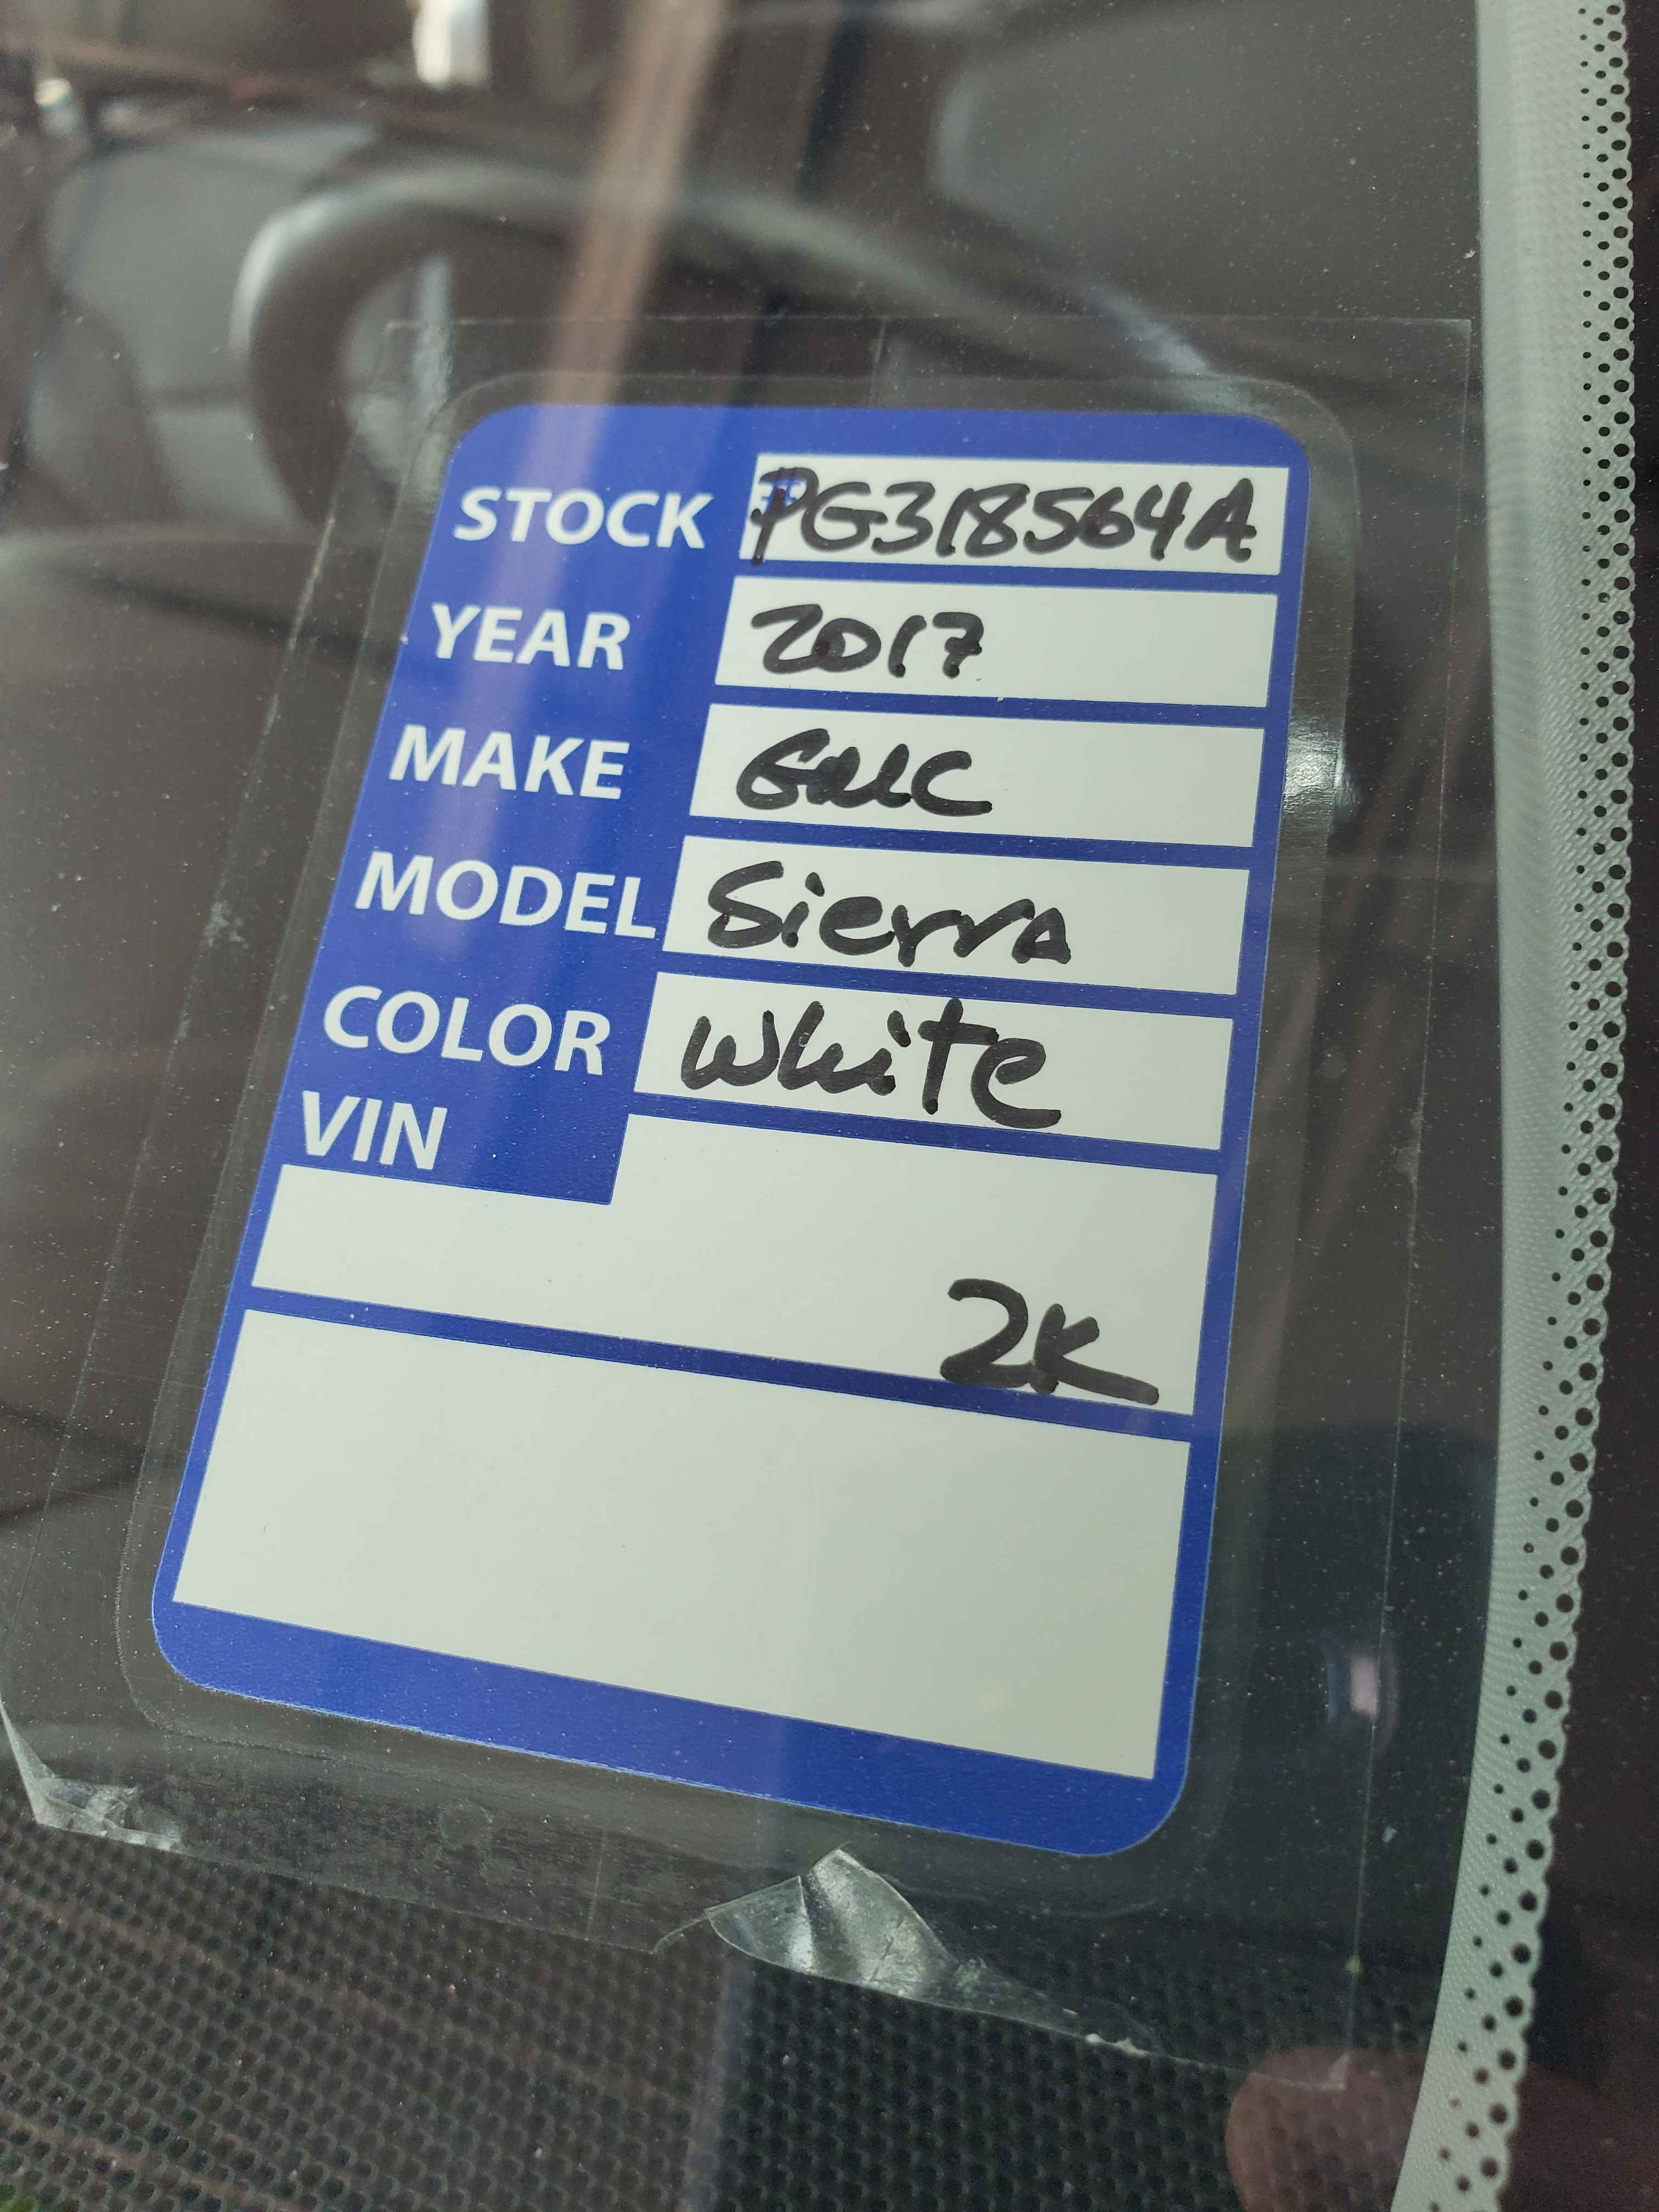 STOCK # PG318564A
YEAR 2017
MAKE GMC
MODEL Sierra
COLOR White
VIN
2K